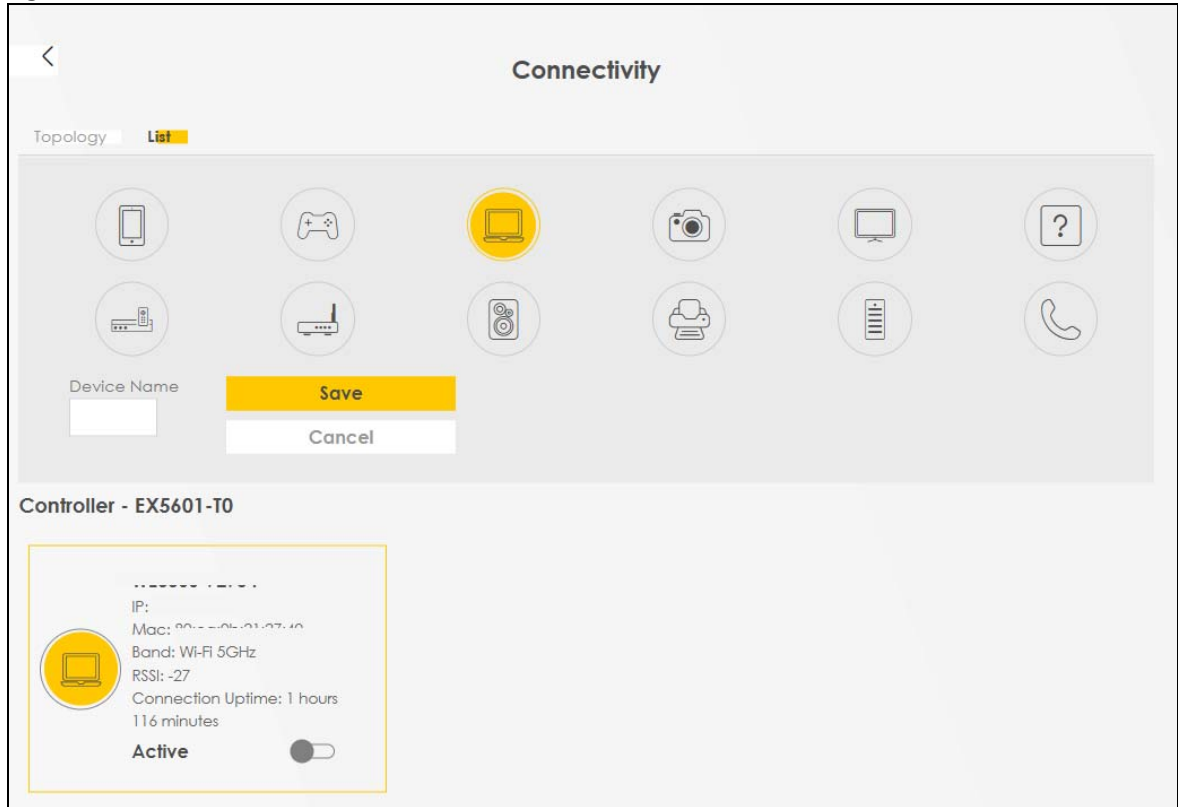 Connectivity
Topology List
?
Device Name
Save
Cancel
Controller - EX5601-T0
IP:
Mac:
Band: Wi-Fi 5GHz
RSSI: -27
Connection Uptime: 1 hours
116 minutes
Active